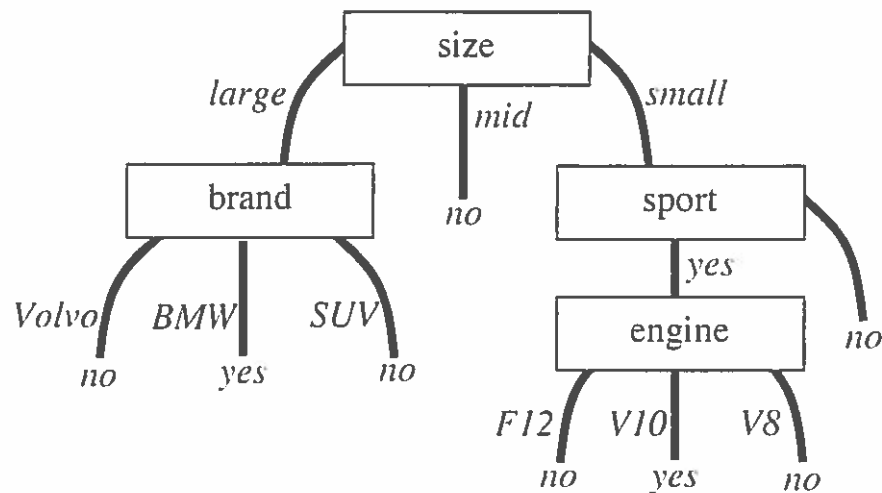 size
large
mid
small
brand
no
sport
yes
Volvo
BMW
SUV
engine
no
no
yes
no
F12
V10
V8
no
yes
no